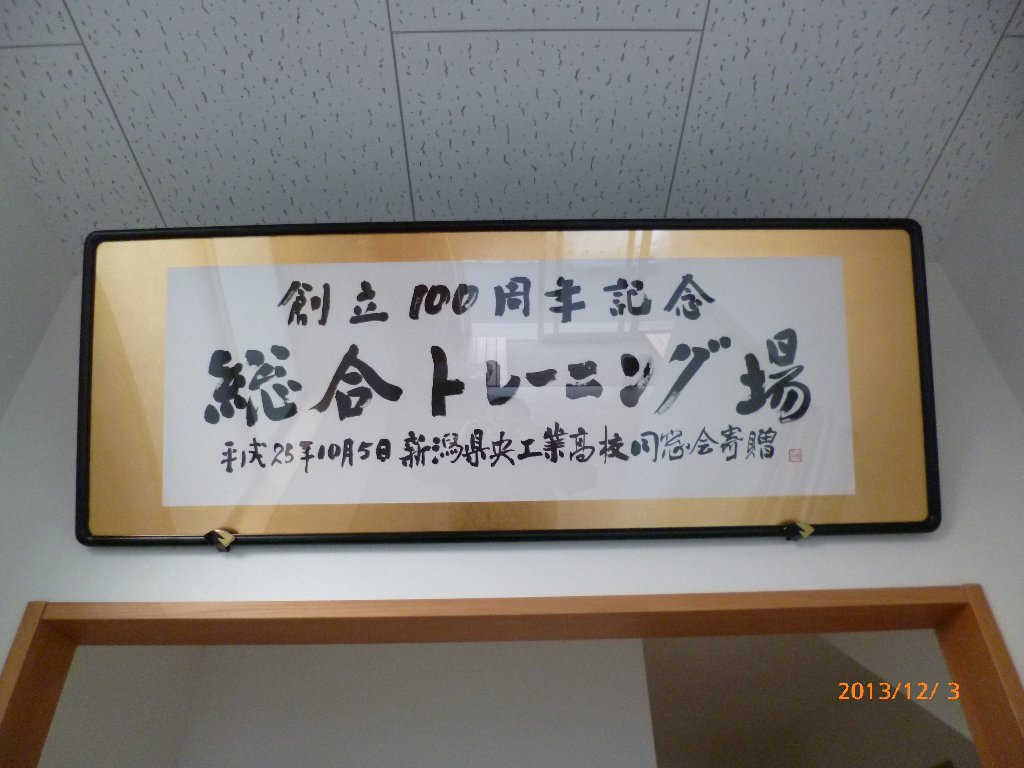 創立100周年記念
総合トレーニング場
平成25年10月5日 新潟県央工業高校同窓会寄贈
2013/12/ 3